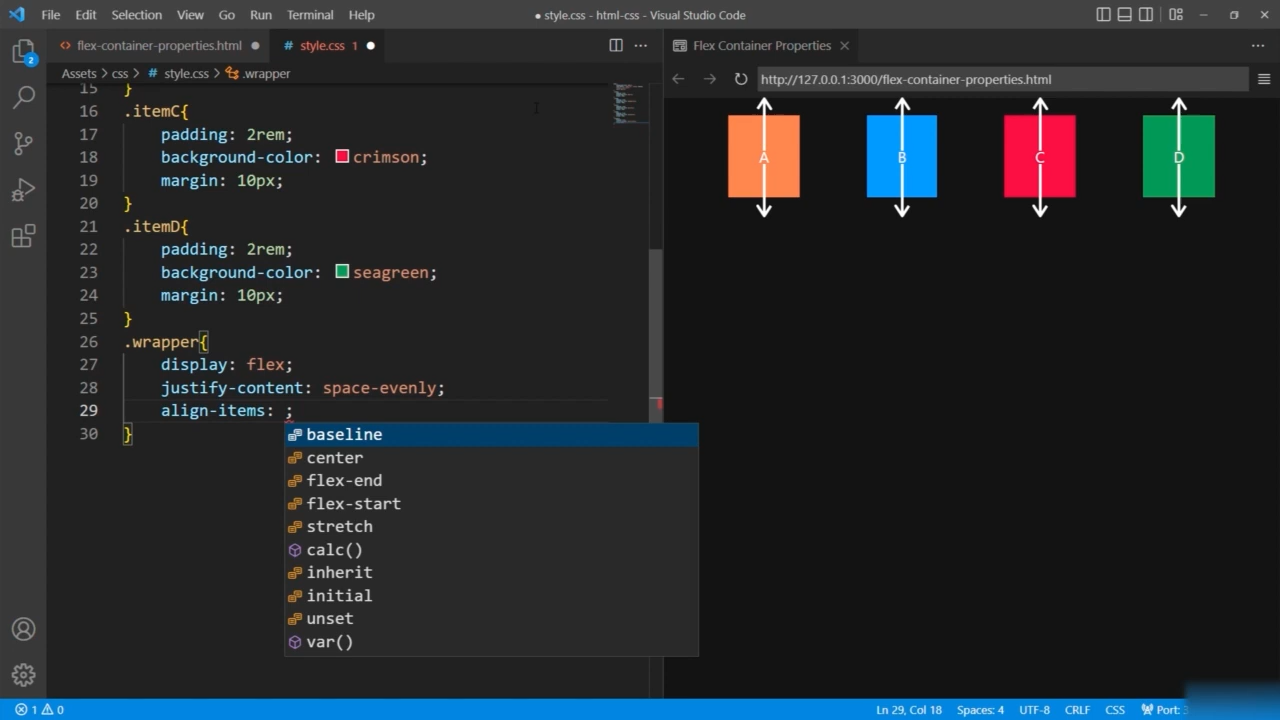 File Edit Selection View Go Run Terminal Help
● style.css - html-css - Visual Studio Code
flex-container-properties.html ●
# style.css 1 ●
Flex Container Properties
Assets > css > # style.css > .wrapper
http://127.0.0.1:3000/flex-container-properties.html
2
15 }
16 .itemC{
17 padding: 2rem;
18 background-color: crimson;
19 margin: 10px;
20 }
21 .itemD{
22 padding: 2rem;
23 background-color: seagreen;
24 margin: 10px;
25 }
26 .wrapper{
27 display: flex;
28 justify-content: space-evenly;
29 align-items: ;
30 }
baseline
center
flex-end
flex-start
stretch
calc()
inherit
initial
unset
var()
A B C D
1 0
Ln 29, Col 18 Spaces: 4 UTF-8 CRLF CSS Port: